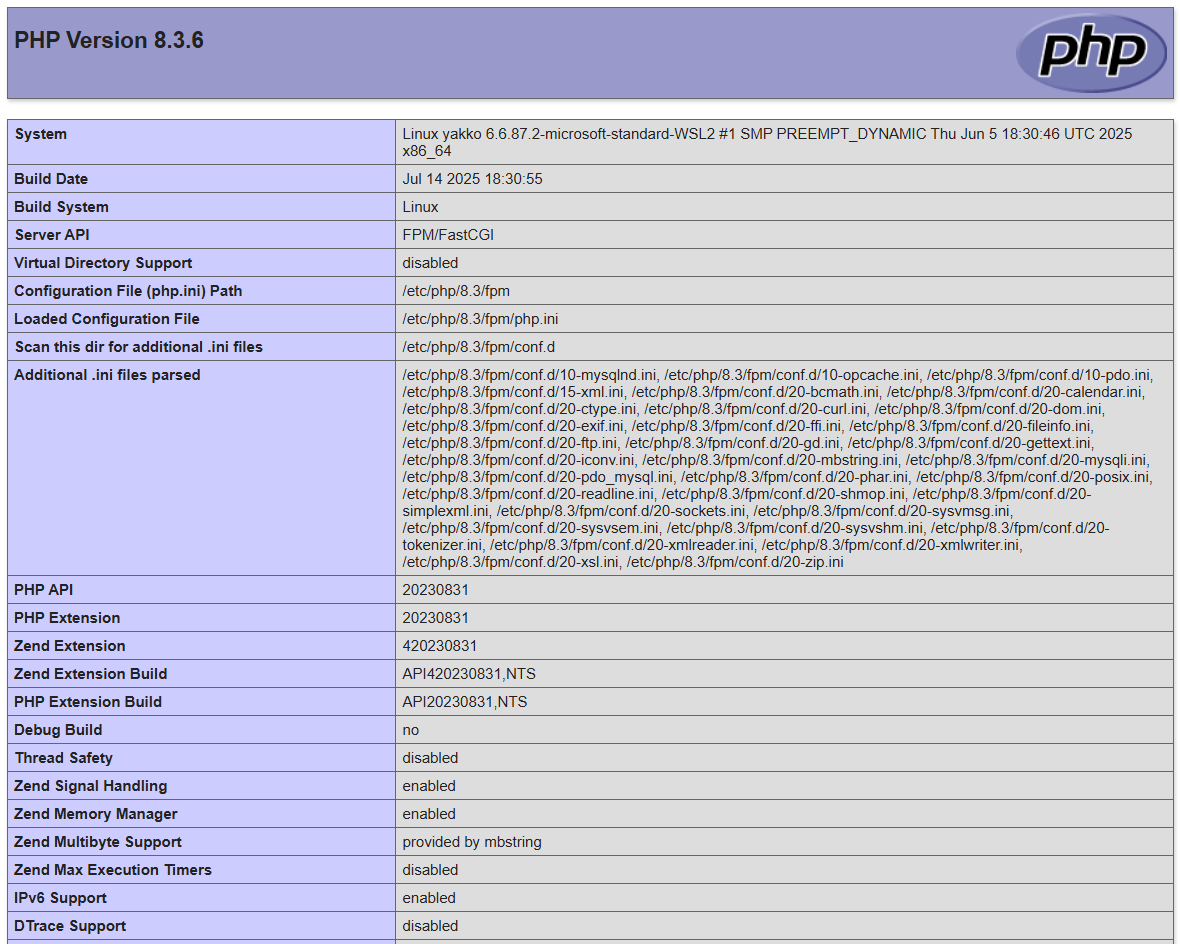 PHP Version 8.3.6
php
System
Linux yakko 6.6.87.2-microsoft-standard-WSL2 #1 SMP PREEMPT_DYNAMIC Thu Jun 5 18:30:46 UTC 2025
x86_64
Build Date
Jul 14 2025 18:30:55
Build System
Linux
Server API
FPM/FastCGI
Virtual Directory Support
disabled
Configuration File (php.ini) Path
/etc/php/8.3/fpm
Loaded Configuration File
/etc/php/8.3/fpm/php.ini
Scan this dir for additional .ini files
/etc/php/8.3/fpm/conf.d
Additional .ini files parsed
/etc/php/8.3/fpm/conf.d/10-mysqlnd.ini, /etc/php/8.3/fpm/conf.d/10-opcache.ini, /etc/php/8.3/fpm/conf.d/10-pdo.ini,
/etc/php/8.3/fpm/conf.d/15-xml.ini, /etc/php/8.3/fpm/conf.d/20-bcmath.ini, /etc/php/8.3/fpm/conf.d/20-calendar.ini,
/etc/php/8.3/fpm/conf.d/20-ctype.ini, /etc/php/8.3/fpm/conf.d/20-curl.ini, /etc/php/8.3/fpm/conf.d/20-dom.ini,
/etc/php/8.3/fpm/conf.d/20-exif.ini, /etc/php/8.3/fpm/conf.d/20-ffi.ini, /etc/php/8.3/fpm/conf.d/20-fileinfo.ini,
/etc/php/8.3/fpm/conf.d/20-ftp.ini, /etc/php/8.3/fpm/conf.d/20-gd.ini, /etc/php/8.3/fpm/conf.d/20-gettext.ini,
/etc/php/8.3/fpm/conf.d/20-iconv.ini, /etc/php/8.3/fpm/conf.d/20-mbstring.ini, /etc/php/8.3/fpm/conf.d/20-mysqli.ini,
/etc/php/8.3/fpm/conf.d/20-pdo_mysql.ini, /etc/php/8.3/fpm/conf.d/20-phar.ini, /etc/php/8.3/fpm/conf.d/20-posix.ini,
/etc/php/8.3/fpm/conf.d/20-readline.ini, /etc/php/8.3/fpm/conf.d/20-shmop.ini, /etc/php/8.3/fpm/conf.d/20-
simplexml.ini, /etc/php/8.3/fpm/conf.d/20-sockets.ini, /etc/php/8.3/fpm/conf.d/20-sysvmsg.ini,
/etc/php/8.3/fpm/conf.d/20-sysvsem.ini, /etc/php/8.3/fpm/conf.d/20-sysvshm.ini, /etc/php/8.3/fpm/conf.d/20-
tokenizer.ini, /etc/php/8.3/fpm/conf.d/20-xmlreader.ini, /etc/php/8.3/fpm/conf.d/20-xmlwriter.ini,
/etc/php/8.3/fpm/conf.d/20-xsl.ini, /etc/php/8.3/fpm/conf.d/20-zip.ini
PHP API
20230831
PHP Extension
20230831
Zend Extension
420230831
Zend Extension Build
API420230831,NTS
PHP Extension Build
API20230831,NTS
Debug Build
no
Thread Safety
disabled
Zend Signal Handling
enabled
Zend Memory Manager
enabled
Zend Multibyte Support
provided by mbstring
Zend Max Execution Timers
disabled
IPv6 Support
enabled
DTrace Support
disabled